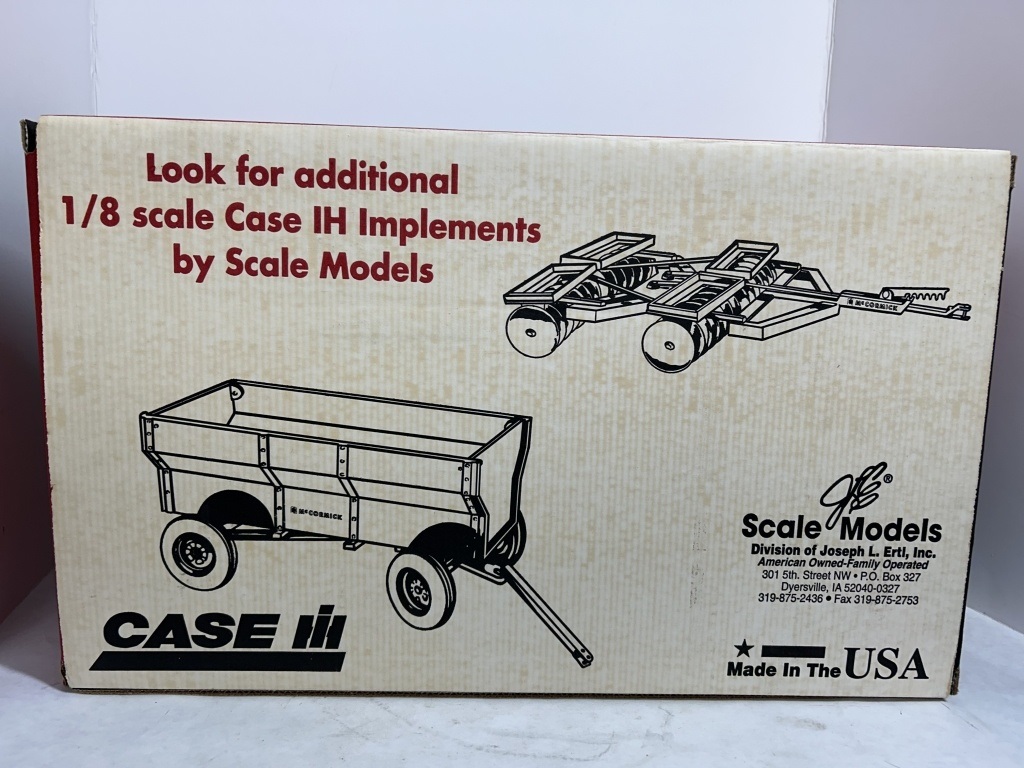 Look for additional
1/8 scale Case IH Implements
by Scale Models
McCORMICK
McCORMICK
CASE IH
JLE®
Scale Models
Division of Joseph L. Ertl, Inc.
American Owned-Family Operated
301 5th. Street NW • P.O. Box 327
Dyersville, IA 52040-0327
319-875-2436 • Fax 319-875-2753
Made In The USA